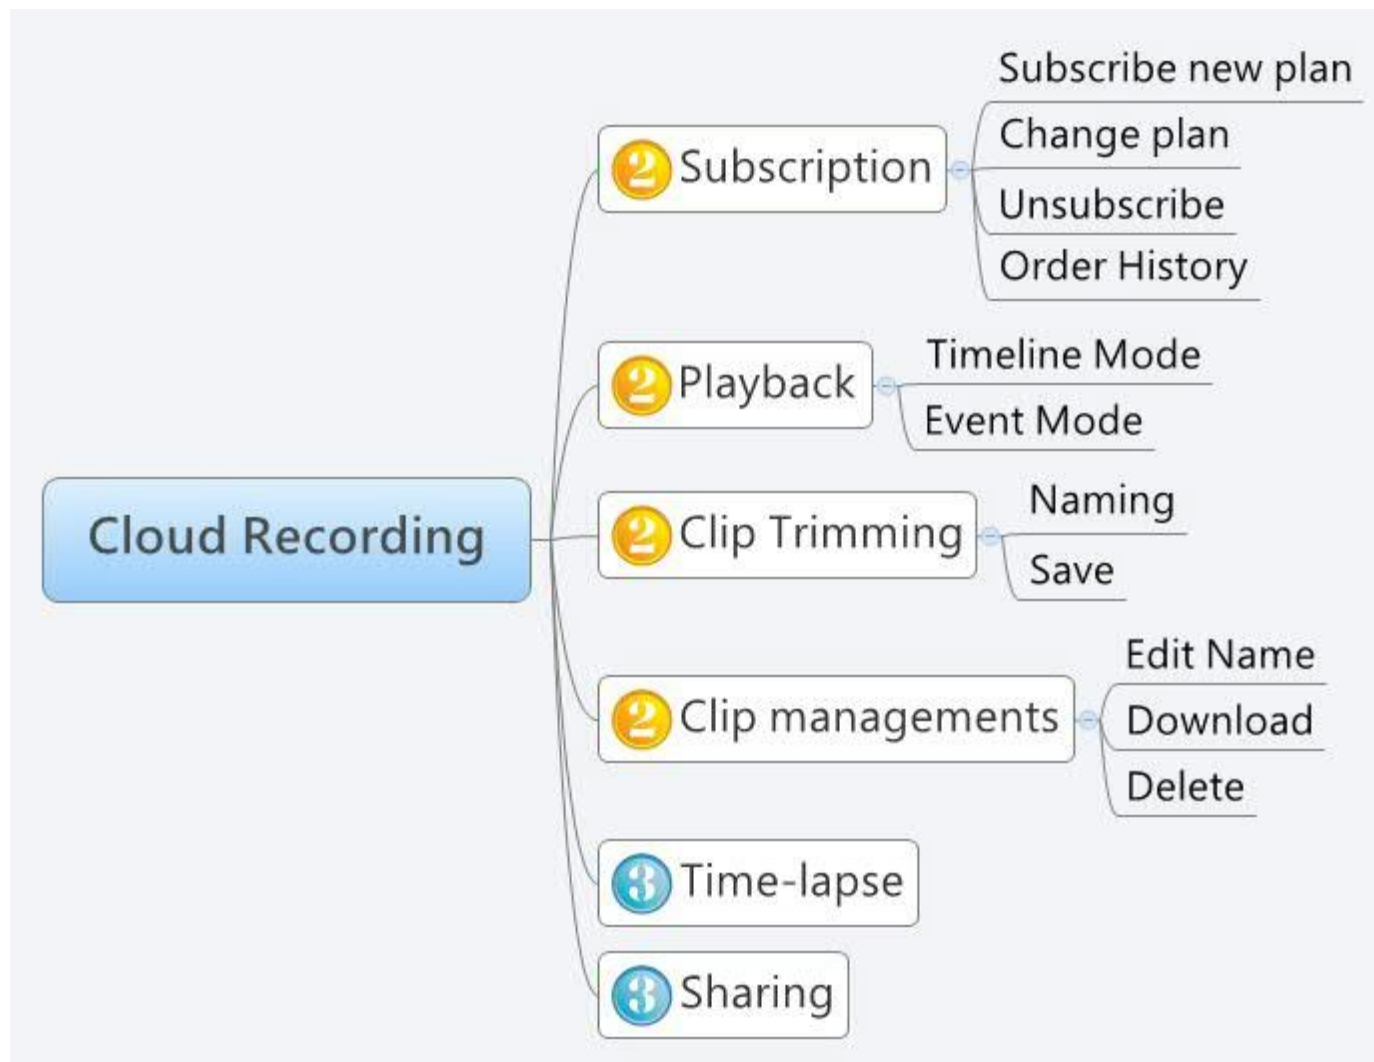 Cloud Recording
2 Subscription
Subscribe new plan
Change plan
Unsubscribe
Order History
2 Playback
Timeline Mode
Event Mode
2 Clip Trimming
Naming
Save
2 Clip managements
Edit Name
Download
Delete
3 Time-lapse
3 Sharing